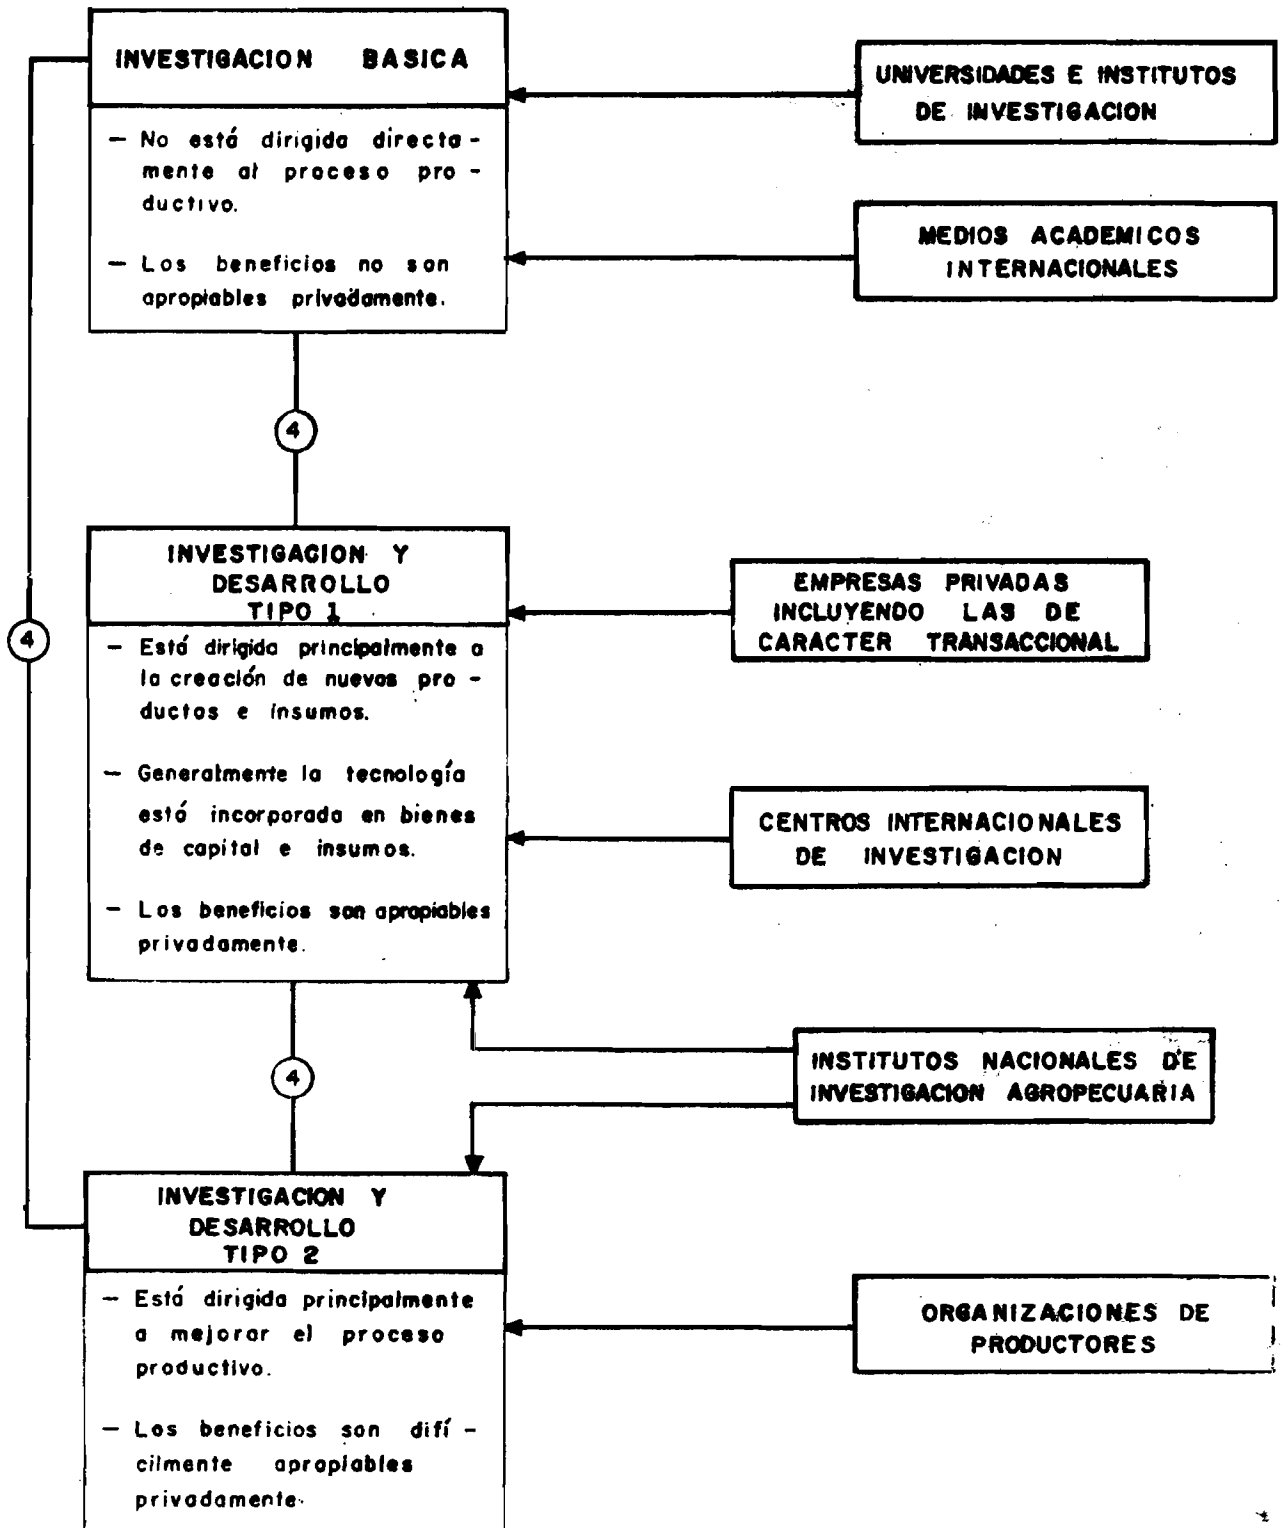 INVESTIGACION BASICA
— No está dirigida directa -
mente al proceso pro -
ductivo.
— Los beneficios no son
apropiables privadamente.
UNIVERSIDADES E INSTITUTOS
DE INVESTIGACION
MEDIOS ACADEMICOS
INTERNACIONALES
4
INVESTIGACION Y
DESARROLLO
TIPO 1
— Está dirigida principalmente a
la creación de nuevos pro -
ductos e insumos.
— Generalmente la tecnología
está incorporada en bienes
de capital e insumos.
— Los beneficios son apropiables
privadamente.
EMPRESAS PRIVADAS
INCLUYENDO LAS DE
CARACTER TRANSACCIONAL
4
CENTROS INTERNACIONALES
DE INVESTIGACION
4
INSTITUTOS NACIONALES DE
INVESTIGACION AGROPECUARIA
INVESTIGACION Y
DESARROLLO
TIPO 2
— Está dirigida principalmente
a mejorar el proceso
productivo.
— Los beneficios son difí -
cilmente apropiables
privadamente.
ORGANIZACIONES DE
PRODUCTORES